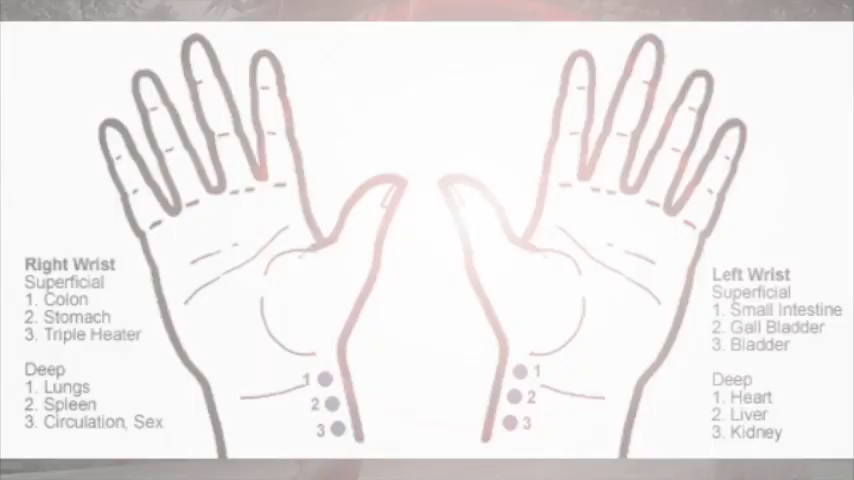 Right Wrist
Superficial
1. Colon
2. Stomach
3. Triple Heater
Deep
1. Lungs
2. Spleen
3. Circulation, Sex
1
2
3
1
2
3
Left Wrist
Superficial
1. Small Intestine
2. Gall Bladder
3. Bladder
Deep
1. Heart
2. Liver
3. Kidney